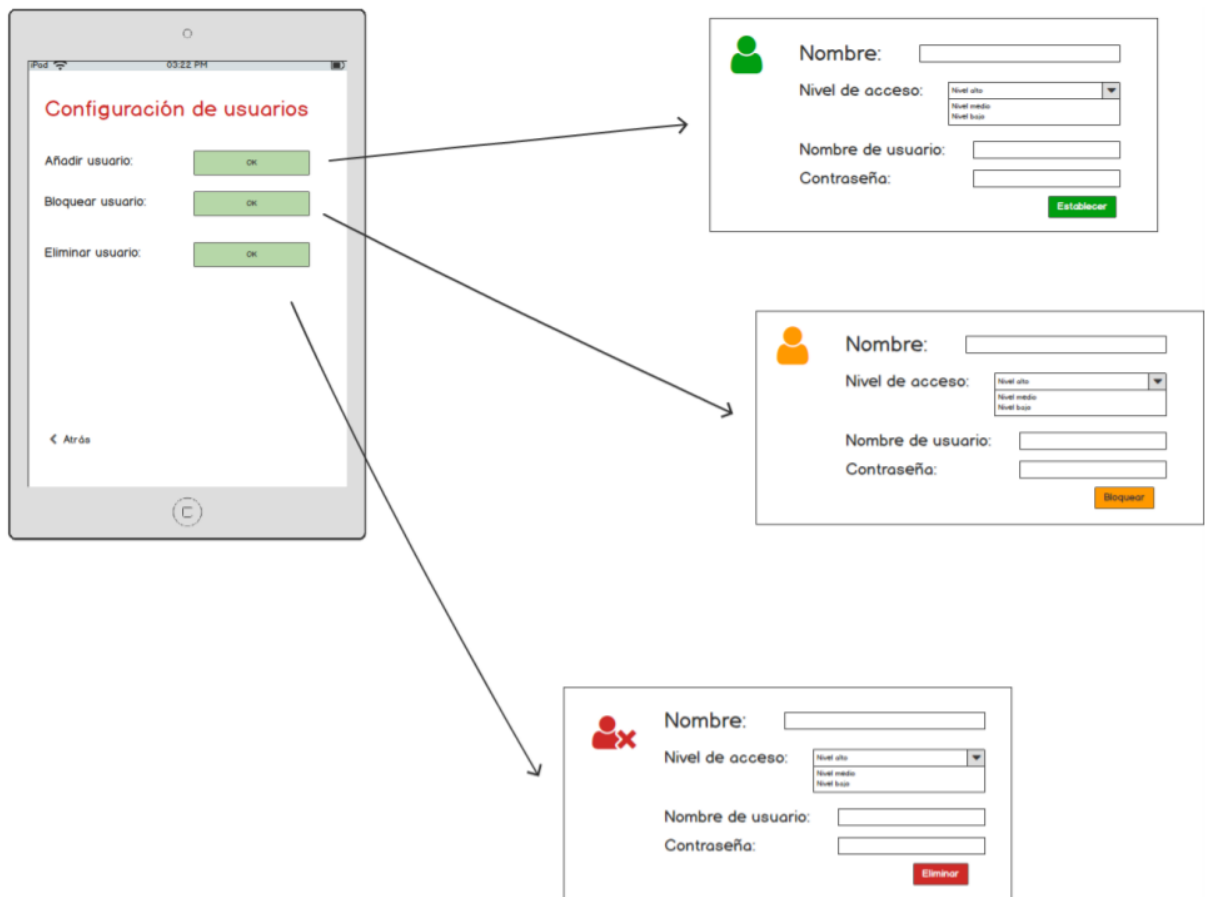 iPod 03:22 PM
Configuración de usuarios
Añadir usuario: OK
Bloquear usuario: OK
Eliminar usuario: OK
Atrás
Nombre:
Nivel de acceso: Nivel alto
Nivel medio
Nivel bajo
Nombre de usuario:
Contraseña:
Establecer
Nombre:
Nivel de acceso: Nivel alto
Nivel medio
Nivel bajo
Nombre de usuario:
Contraseña:
Bloquear
Nombre:
Nivel de acceso: Nivel alto
Nivel medio
Nivel bajo
Nombre de usuario:
Contraseña:
Eliminar